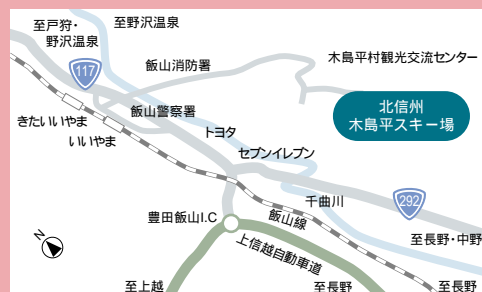 至戸狩・
野沢温泉
至野沢温泉
117
飯山消防署
木島平村観光交流センター
北信州
木島平スキー場
きたいいやま
いいやま
飯山警察署
トヨタ
セブンイレブン
千曲川
292
豊田飯山I.C
飯山線
至長野・中野
上信越自動車道
N
至上越
至長野
至長野